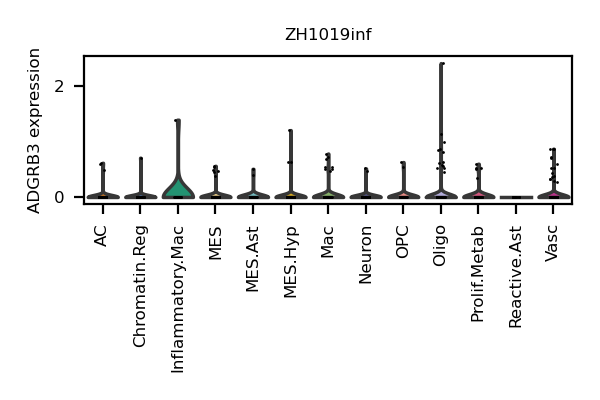 ZH1019inf
ADGRB3 expression
2
0
AC
Chromatin.Reg
Inflammatory.Mac
MES
MES.Ast
MES.Hyp
Mac
Neuron
OPC
Oligo
Prolif.Metab
Reactive.Ast
Vasc